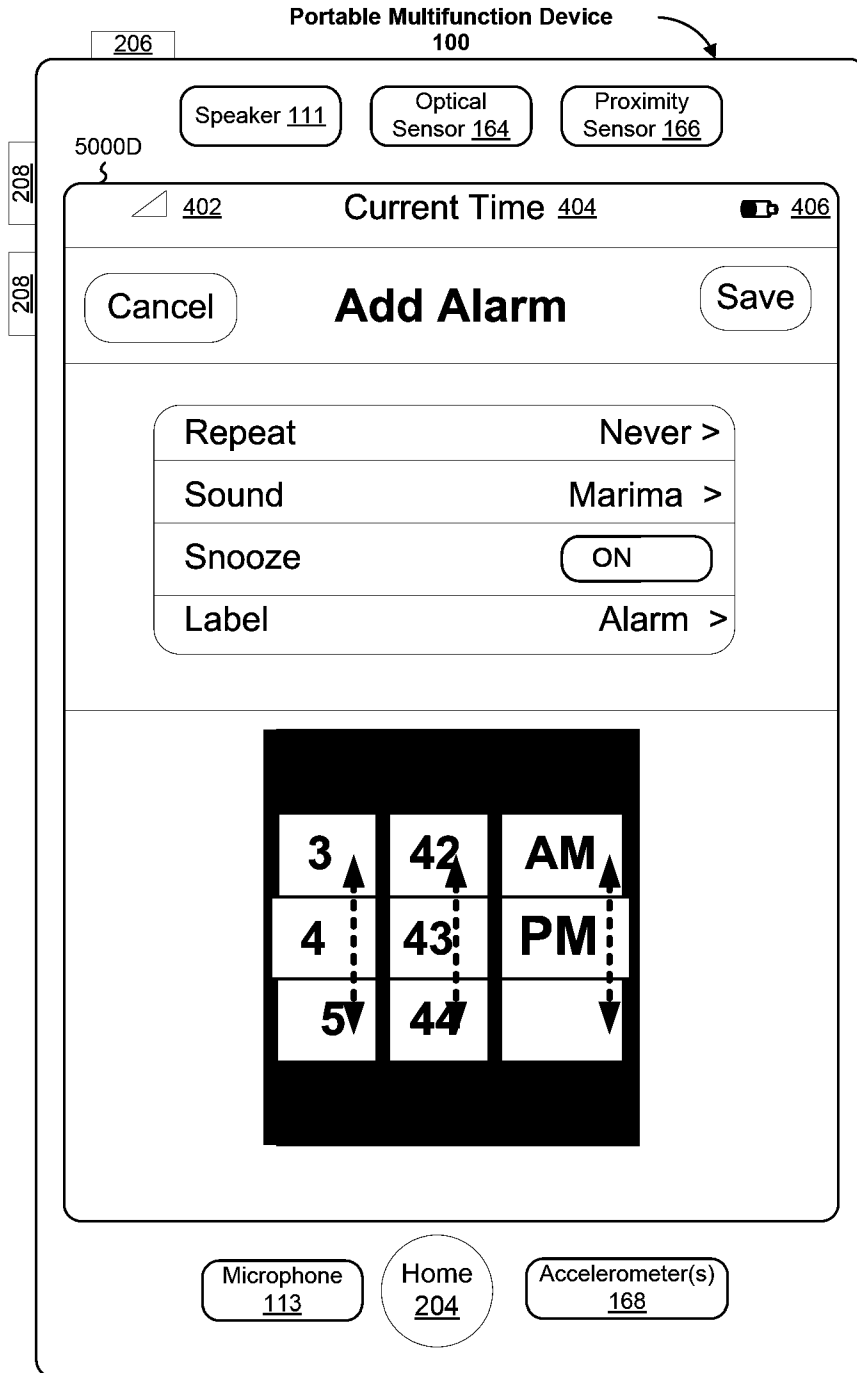 Portable Multifunction Device
100
206
Speaker 111
Optical
Sensor 164
Proximity
Sensor 166
5000D
208
208
402
Current Time 404
406
Cancel
Add Alarm
Save
Repeat Never >
Sound Marima >
Snooze ON
Label Alarm >
3 42 AM
4 43 PM
5 44
Microphone
113
Home
204
Accelerometer(s)
168